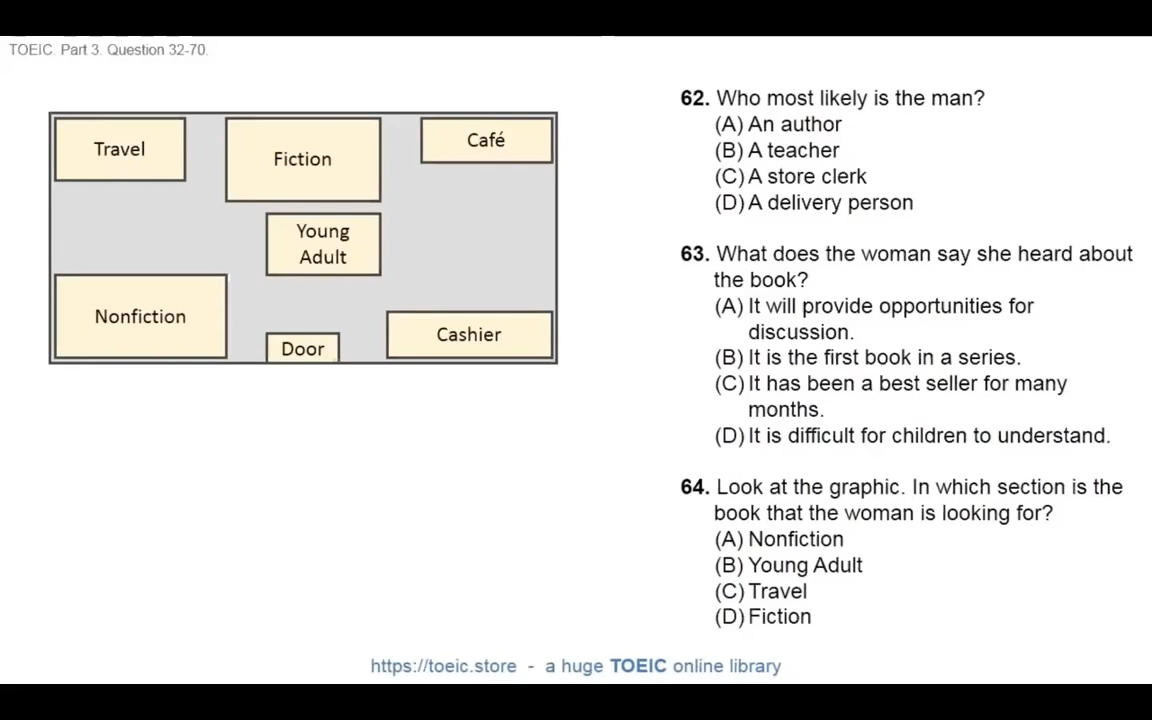 TOEIC. Part 3. Question 32-70.
Travel
Fiction
Café
Young
Adult
Nonfiction
Door
Cashier
62. Who most likely is the man?
(A) An author
(B) A teacher
(C) A store clerk
(D) A delivery person
63. What does the woman say she heard about
the book?
(A) It will provide opportunities for
discussion.
(B) It is the first book in a series.
(C) It has been a best seller for many
months.
(D) It is difficult for children to understand.
64. Look at the graphic. In which section is the
book that the woman is looking for?
(A) Nonfiction
(B) Young Adult
(C) Travel
(D) Fiction
https://toeic.store - a huge TOEIC online library